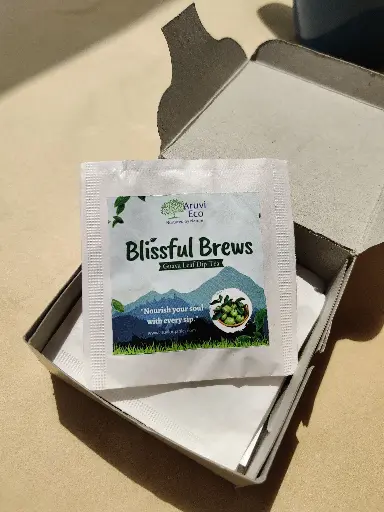 Aruvi
Eco
Blissful Brews
Guava Leaf Dip Tea
"Nourish your soul
with every sip."